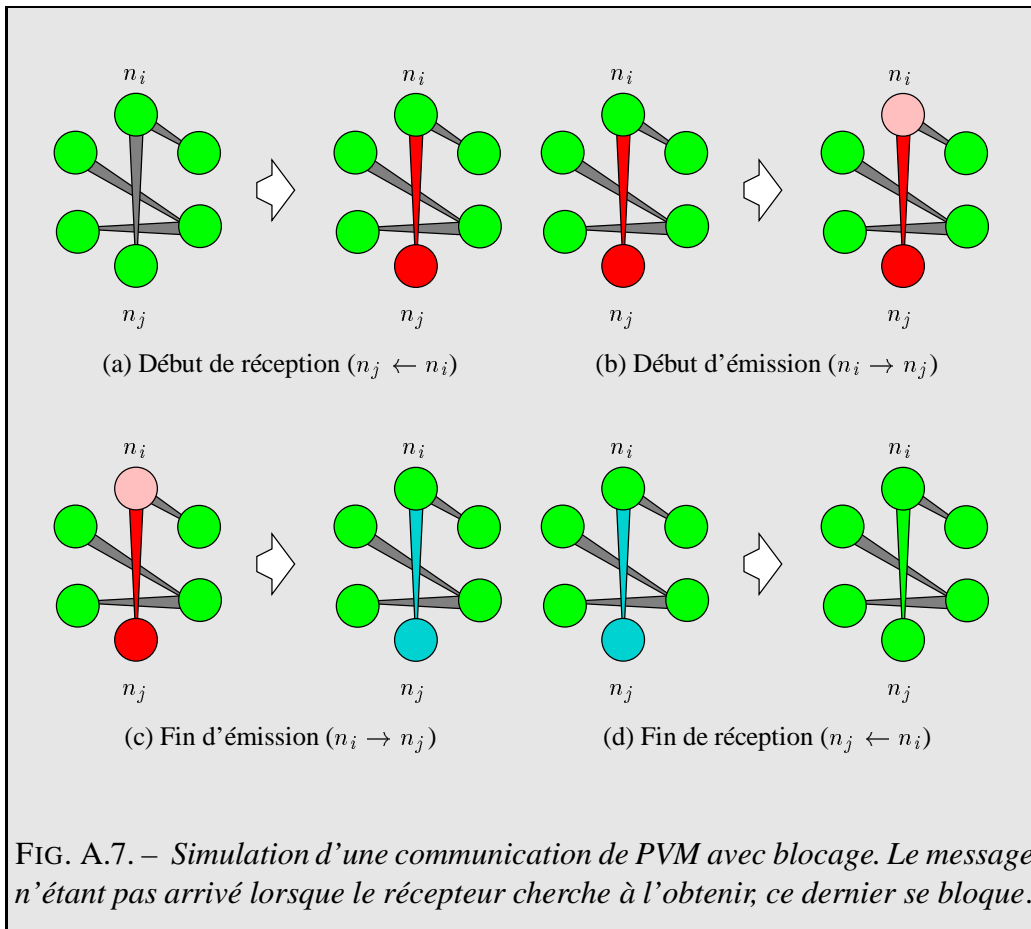 n_i n_i n_i n_i
n_j n_j n_j n_j
(a) Début de réception (n_j ← n_i) (b) Début d'émission (n_i → n_j)
n_i n_i n_i n_i
n_j n_j n_j n_j
(c) Fin d'émission (n_i → n_j) (d) Fin de réception (n_j ← n_i)
FIG. A.7. – Simulation d'une communication de PVM avec blocage. Le message
n'étant pas arrivé lorsque le récepteur cherche à l'obtenir, ce dernier se bloque.